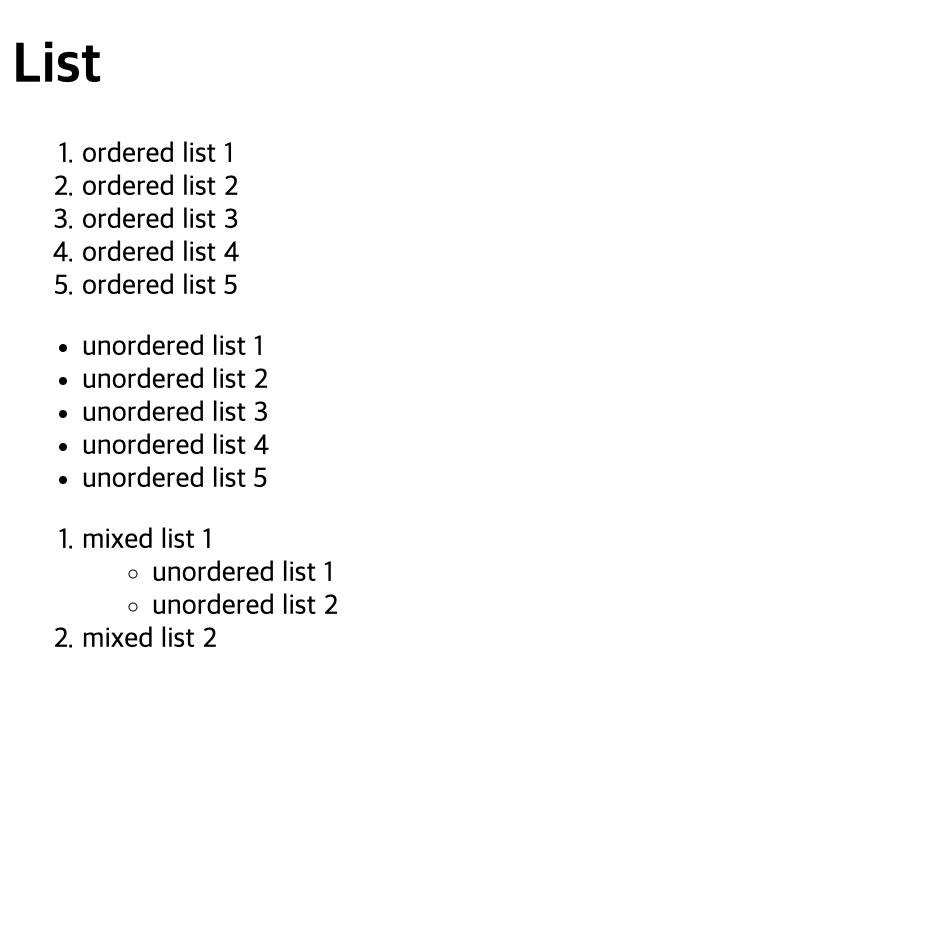 List
1. ordered list 1
2. ordered list 2
3. ordered list 3
4. ordered list 4
5. ordered list 5
• unordered list 1
• unordered list 2
• unordered list 3
• unordered list 4
• unordered list 5
1. mixed list 1
◦ unordered list 1
◦ unordered list 2
2. mixed list 2